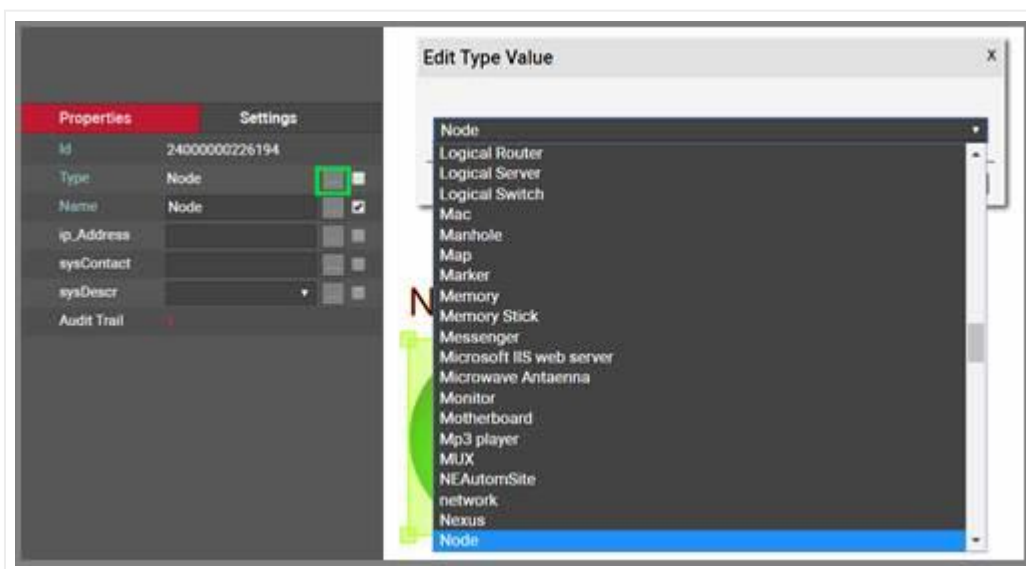 Edit Type Value
x
Properties Settings
Id 24000000226194
Type Node ...
Name Node
ip_Address
sysContact
sysDescr
Audit Trail
Node
Logical Router
Logical Server
Logical Switch
Mac
Manhole
Map
Marker
Memory
Memory Stick
Messenger
Microsoft IIS web server
Microwave Antaenna
Monitor
Motherboard
Mp3 player
MUX
NEAutomSite
network
Nexus
Node
N